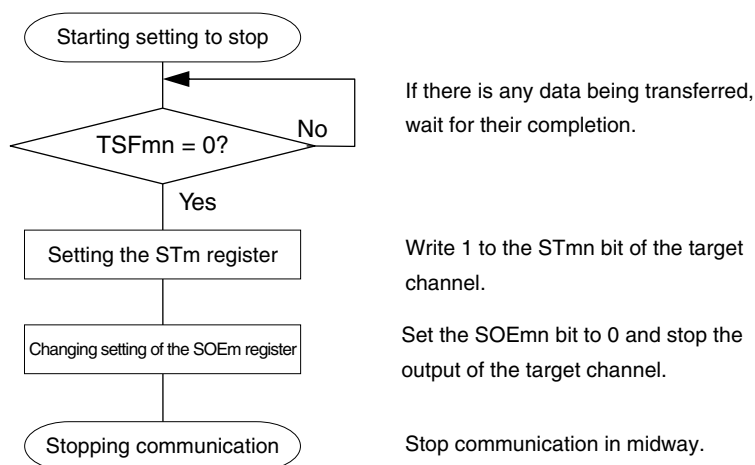 Starting setting to stop
If there is any data being transferred,
wait for their completion.
TSFmn = 0?
No
Yes
Setting the STm register
Write 1 to the STmn bit of the target
channel.
Changing setting of the SOEm register
Set the SOEmn bit to 0 and stop the
output of the target channel.
Stopping communication
Stop communication in midway.